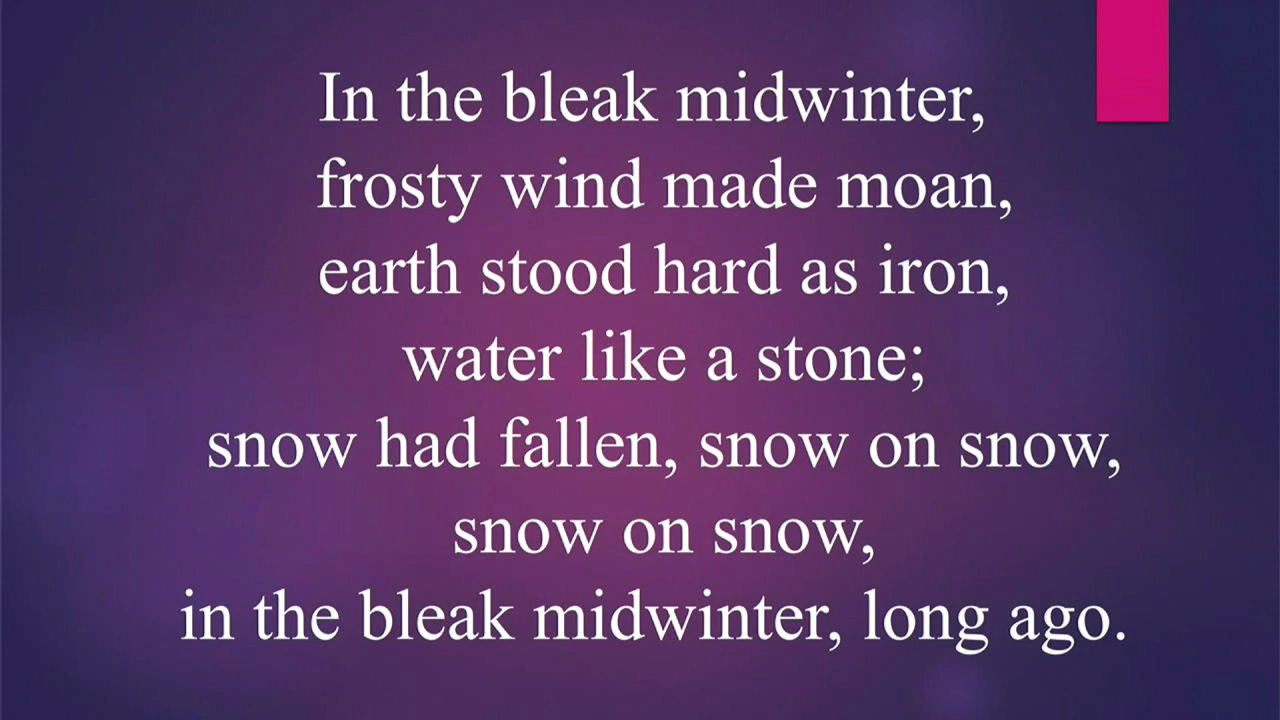 In the bleak midwinter,
frosty wind made moan,
earth stood hard as iron,
water like a stone;
snow had fallen, snow on snow,
snow on snow,
in the bleak midwinter, long ago.